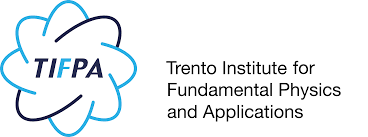 TIFPA
Trento Institute for
Fundamental Physics
and Applications